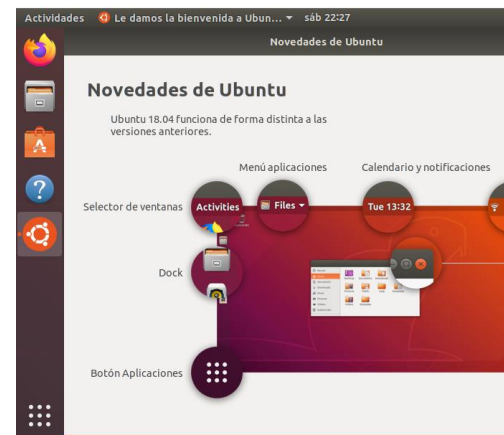 Actividades Le damos la bienvenida a Ubun... sáb 22:27
Novedades de Ubuntu
Novedades de Ubuntu
Ubuntu 18.04 funciona de forma distinta a las
versiones anteriores.
Menú aplicaciones Calendario y notificaciones
Selector de ventanas Activities Files Tue 13:32
Dock
Botón Aplicaciones